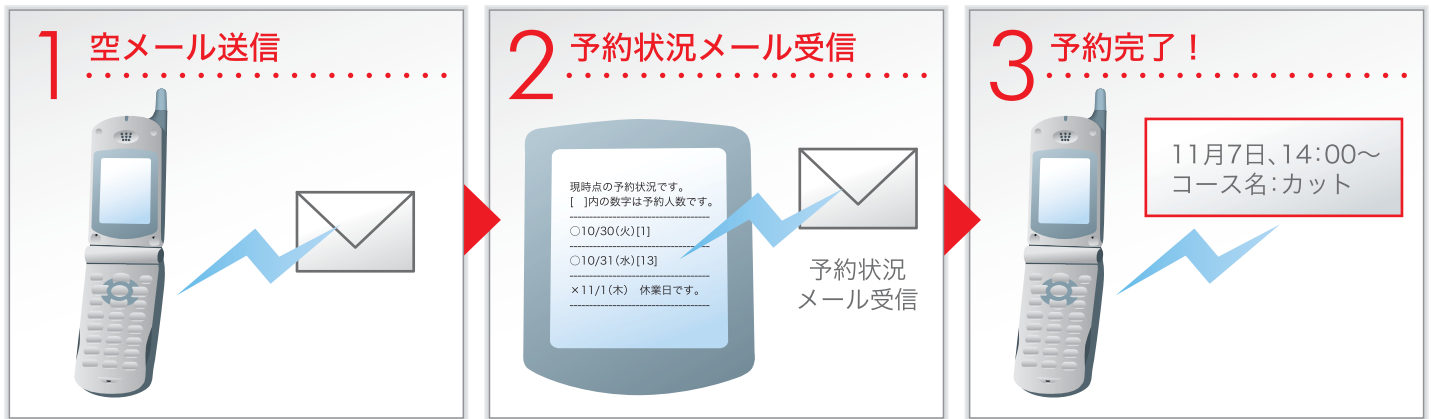 1 空メール送信
2 予約状況メール受信
現時点の予約状況です。
[ ]内の数字は予約人数です。
------------------------------------
○10/30(火)[1]
------------------------------------
○10/31(水)[13]
------------------------------------
×11/1(木) 休業日です。
------------------------------------
予約状況
メール受信
3 予約完了！
11月7日、14:00〜
コース名:カット